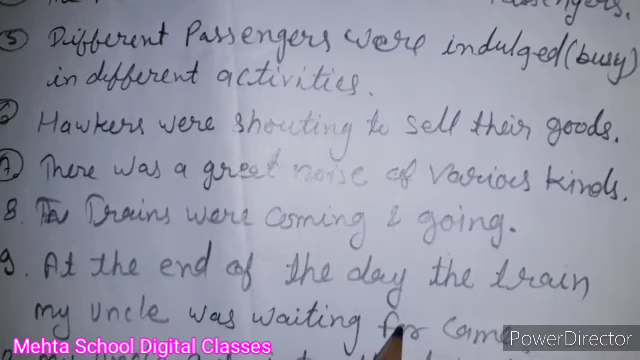 Passengers.
5 Different Passengers were indulged (busy)
in different activities.
6 Hawkers were shouting to sell their goods.
7 There was a great noise of various kinds.
8. Trains were coming & going.
9. At the end of the day the train
my uncle was waiting for came.
Mehta School Digital Classes
PowerDirector